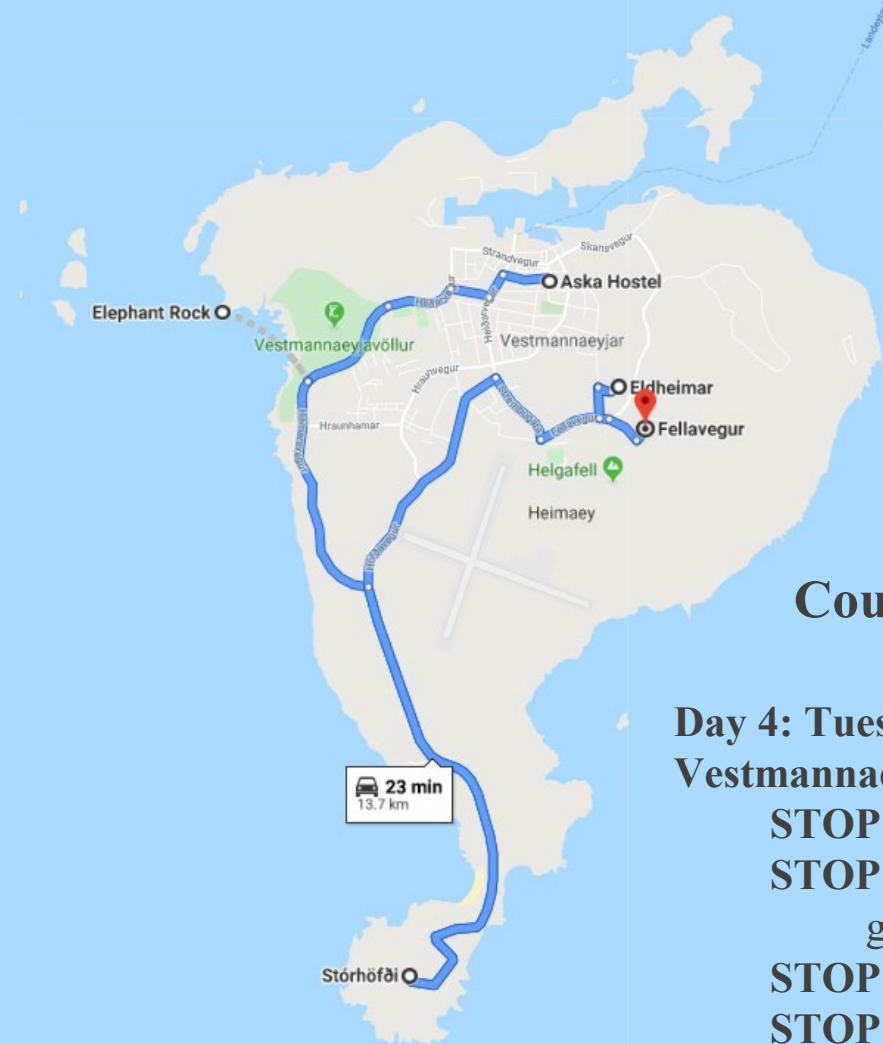 Strandvegur
Skansvegur
Aska Hostel
Elephant Rock
Vestmannaeyjavöllur
Vestmannaeyjar
Hraunvegur
Eldheimar
Fellavegur
Fellavegur
Hraunhamar
Helgafell
Heimaey
Höfðavegur
23 min
13.7 km
Stórhöfði
Cou
Day 4: Tues
Vestmannae
STOP
STOP
g
STOP
STOP